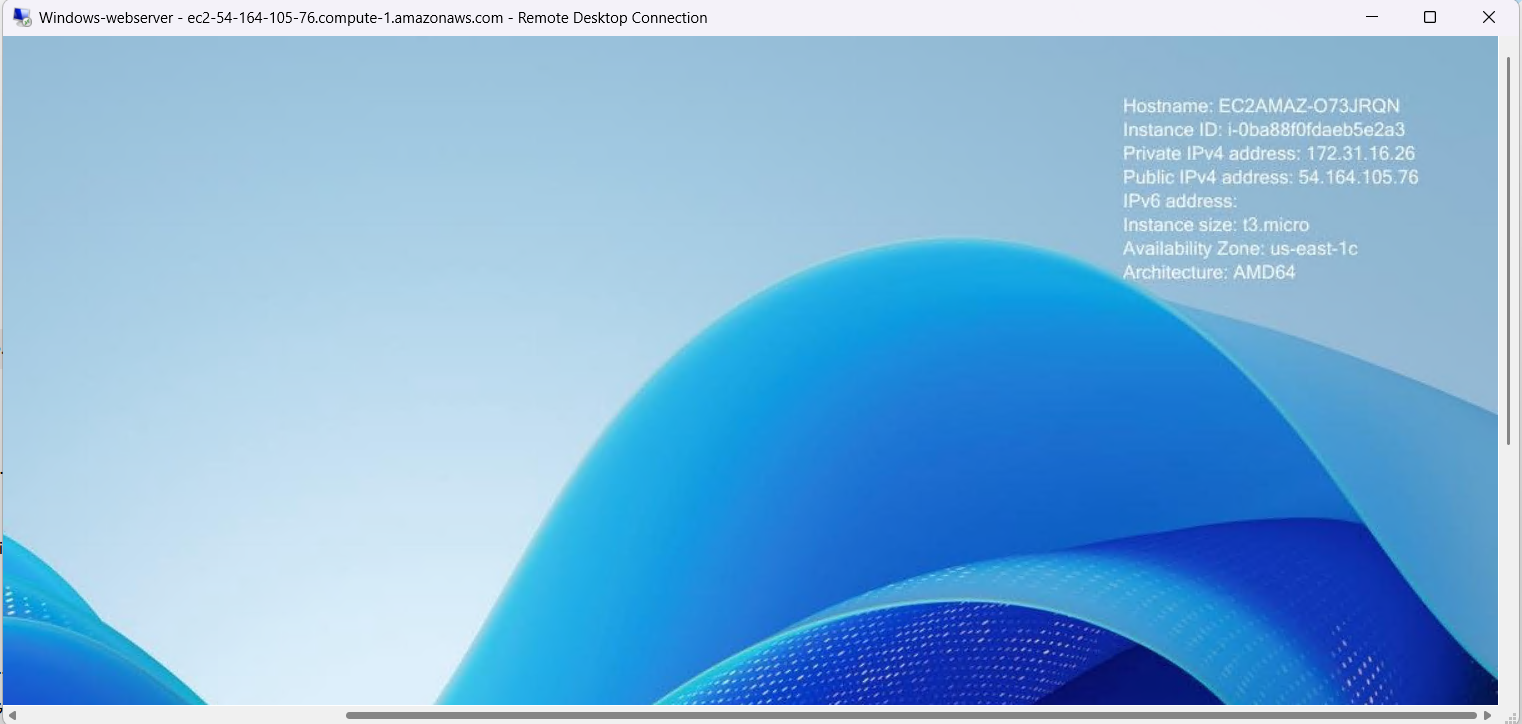 Windows-webserver - ec2-54-164-105-76.compute-1.amazonaws.com - Remote Desktop Connection
Hostname: EC2AMAZ-O73JRQN
Instance ID: i-0ba88f0fdaeb5e2a3
Private IPv4 address: 172.31.16.26
Public IPv4 address: 54.164.105.76
IPv6 address:
Instance size: t3.micro
Availability Zone: us-east-1c
Architecture: AMD64